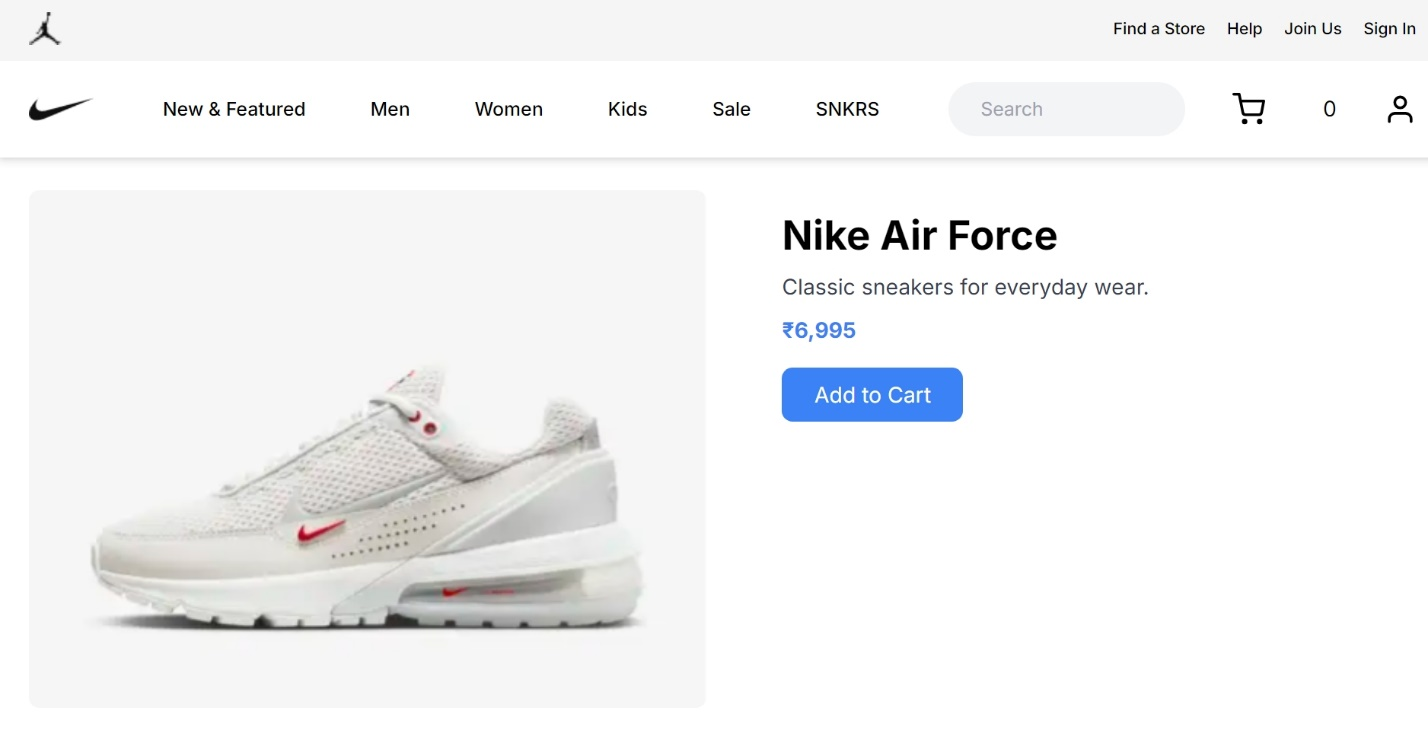 Find a Store Help Join Us Sign In
New & Featured Men Women Kids Sale SNKRS Search 0
Nike Air Force
Classic sneakers for everyday wear.
₹6,995
Add to Cart